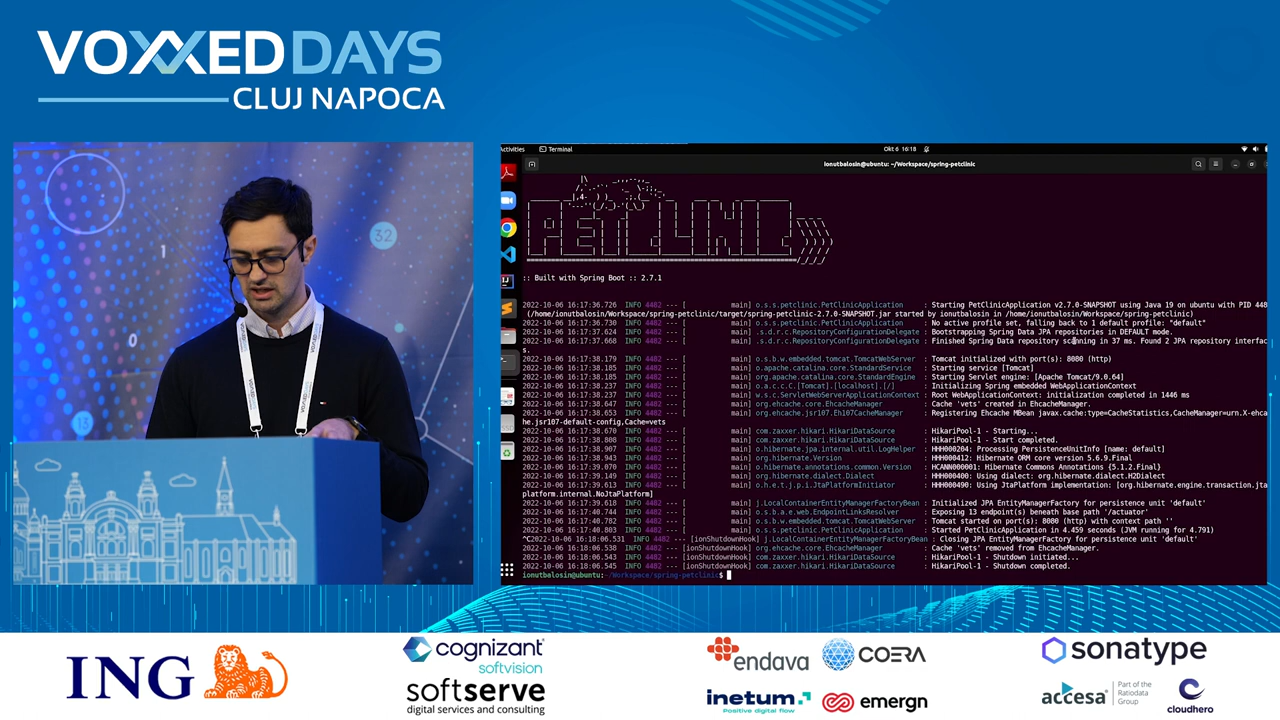 VOXXEDDAYS
CLUJ NAPOCA
32
1
0
13
Activities
Terminal
Okt 6 16:18
ionutbalosin@ubuntu: ~/Workspace/spring-petclinic
:: Built with Spring Boot :: 2.7.1
2022-10-06 16:17:36.726 INFO 4482 --- [ main] o.s.s.petclinic.PetClinicApplication : Starting PetClinicApplication v2.7.0-SNAPSHOT using Java 19 on ubuntu with PID 448
(/home/ionutbalosin/Workspace/spring-petclinic/target/spring-petclinic-2.7.0-SNAPSHOT.jar started by ionutbalosin in /home/ionutbalosin/Workspace/spring-petclinic)
2022-10-06 16:17:36.730 INFO 4482 --- [ main] o.s.s.petclinic.PetClinicApplication : No active profile set, falling back to 1 default profile: "default"
2022-10-06 16:17:37.624 INFO 4482 --- [ main] .s.d.r.c.RepositoryConfigurationDelegate : Bootstrapping Spring Data JPA repositories in DEFAULT mode.
2022-10-06 16:17:37.668 INFO 4482 --- [ main] .s.d.r.c.RepositoryConfigurationDelegate : Finished Spring Data repository scanning in 37 ms. Found 2 JPA repository interfac
s.
2022-10-06 16:17:38.179 INFO 4482 --- [ main] o.s.b.w.embedded.tomcat.TomcatWebServer : Tomcat initialized with port(s): 8080 (http)
2022-10-06 16:17:38.185 INFO 4482 --- [ main] o.apache.catalina.core.StandardService : Starting service [Tomcat]
2022-10-06 16:17:38.185 INFO 4482 --- [ main] org.apache.catalina.core.StandardEngine : Starting Servlet engine: [Apache Tomcat/9.0.64]
2022-10-06 16:17:38.237 INFO 4482 --- [ main] o.a.c.c.C.[Tomcat].[localhost].[/] : Initializing Spring embedded WebApplicationContext
2022-10-06 16:17:38.237 INFO 4482 --- [ main] w.s.c.ServletWebServerApplicationContext : Root WebApplicationContext: initialization completed in 1446 ms
2022-10-06 16:17:38.640 INFO 4482 --- [ main] org.ehcache.core.EhcacheManager : Cache 'vets' created in EhcacheManager.
2022-10-06 16:17:38.653 INFO 4482 --- [ main] org.ehcache.jsr107.Eh107CacheManager : Registering Ehcache MBean javax.cache:type=CacheStatistics,CacheManager=urn.X-ehca
he.jsr107-default-config,Cache=vets
2022-10-06 16:17:38.670 INFO 4482 --- [ main] com.zaxxer.hikari.HikariDataSource : HikariPool-1 - Starting...
2022-10-06 16:17:38.808 INFO 4482 --- [ main] com.zaxxer.hikari.HikariDataSource : HikariPool-1 - Start completed.
2022-10-06 16:17:38.907 INFO 4482 --- [ main] o.hibernate.jpa.internal.util.LogHelper : HHH000204: Processing PersistenceUnitInfo [name: default]
2022-10-06 16:17:38.943 INFO 4482 --- [ main] org.hibernate.Version : HHH000412: Hibernate ORM core version 5.6.9.Final
2022-10-06 16:17:39.070 INFO 4482 --- [ main] o.hibernate.annotations.common.Version : HCANN000001: Hibernate Commons Annotations {5.1.2.Final}
2022-10-06 16:17:39.149 INFO 4482 --- [ main] org.hibernate.dialect.Dialect : HHH000400: Using dialect: org.hibernate.dialect.H2Dialect
2022-10-06 16:17:39.613 INFO 4482 --- [ main] o.h.e.t.j.p.i.JtaPlatformInitiator : HHH000490: Using JtaPlatform implementation: [org.hibernate.engine.transaction.jta
platform.internal.NoJtaPlatform]
2022-10-06 16:17:39.618 INFO 4482 --- [ main] j.LocalContainerEntityManagerFactoryBean : Initialized JPA EntityManagerFactory for persistence unit 'default'
2022-10-06 16:17:40.744 INFO 4482 --- [ main] o.s.b.a.e.web.EndpointLinksResolver : Exposing 13 endpoint(s) beneath base path '/actuator'
2022-10-06 16:17:40.782 INFO 4482 --- [ main] o.s.b.w.embedded.tomcat.TomcatWebServer : Tomcat started on port(s): 8080 (http) with context path ''
2022-10-06 16:17:40.803 INFO 4482 --- [ main] o.s.s.petclinic.PetClinicApplication : Started PetClinicApplication in 4.459 seconds (JVM running for 4.791)
^C2022-10-06 16:18:06.531 INFO 4482 --- [ionShutdownHook] j.LocalContainerEntityManagerFactoryBean : Closing JPA EntityManagerFactory for persistence unit 'default'
2022-10-06 16:18:06.538 INFO 4482 --- [ionShutdownHook] org.ehcache.core.EhcacheManager : Cache 'vets' removed from EhcacheManager.
2022-10-06 16:18:06.543 INFO 4482 --- [ionShutdownHook] com.zaxxer.hikari.HikariDataSource : HikariPool-1 - Shutdown initiated...
2022-10-06 16:18:06.545 INFO 4482 --- [ionShutdownHook] com.zaxxer.hikari.HikariDataSource : HikariPool-1 - Shutdown completed.
ionutbalosin@ubuntu:~/Workspace/spring-petclinic$
ING
cognizant
softvision
softserve
digital services and consulting
endava
COERA
inetum.
Positive digital flow
emergn
sonatype
accesa
Part of the
Ratiodata
Group
cloudhero